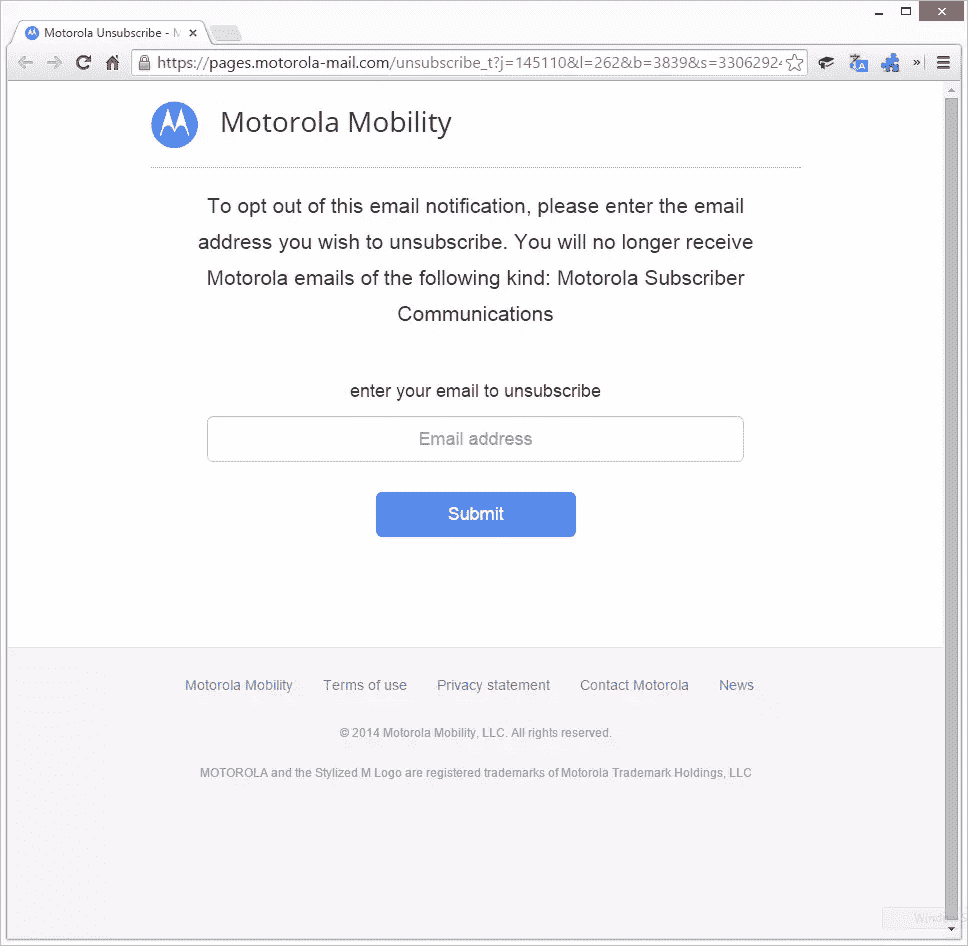 Motorola Unsubscribe - M
https://pages.motorola-mail.com/unsubscribe_t?j=145110&l=262&b=3839&s=3306292
Motorola Mobility
To opt out of this email notification, please enter the email
address you wish to unsubscribe. You will no longer receive
Motorola emails of the following kind: Motorola Subscriber
Communications
enter your email to unsubscribe
Email address
Submit
Motorola Mobility Terms of use Privacy statement Contact Motorola News
© 2014 Motorola Mobility, LLC. All rights reserved.
MOTOROLA and the Stylized M Logo are registered trademarks of Motorola Trademark Holdings, LLC